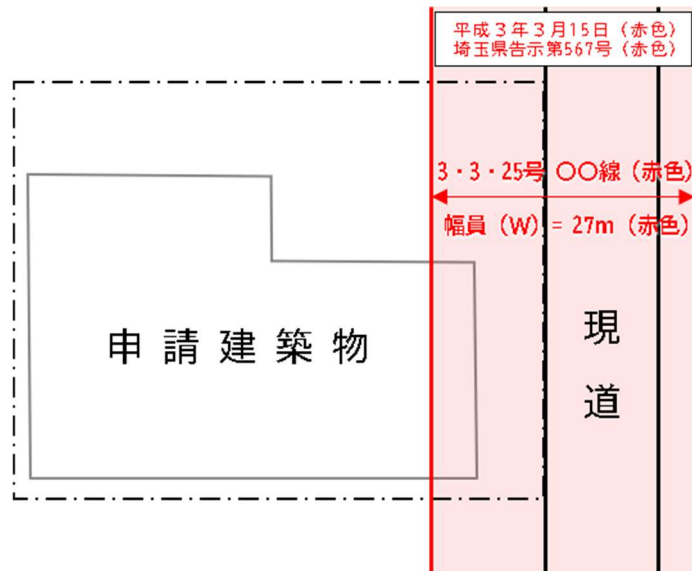 平成３年３月15日（赤色）
埼玉県告示第567号（赤色）
3・3・25号 〇〇線（赤色）
幅員（W）= 27m（赤色）
申請建築物
現道